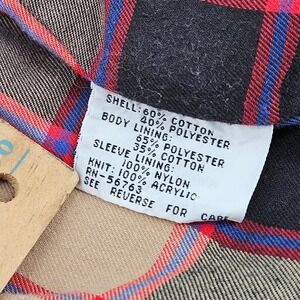 SHELL: 60% COTTON
40% POLYESTER
BODY LINING:
65% POLYESTER
35% COTTON
SLEEVE LINING:
100% NYLON
KNIT: 100% ACRYLIC
RN-56763
SEE REVERSE FOR CARE